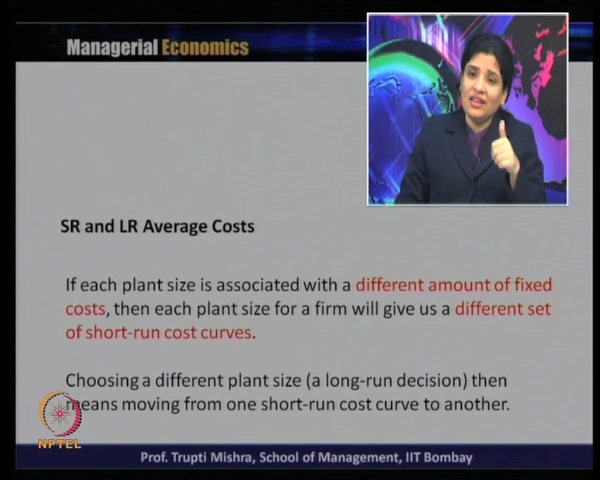 Managerial Economics
SR and LR Average Costs
If each plant size is associated with a different amount of fixed
costs, then each plant size for a firm will give us a different set
of short-run cost curves.
Choosing a different plant size (a long-run decision) then
means moving from one short-run cost curve to another.
NPTEL
Prof. Trupti Mishra, School of Management, IIT Bombay